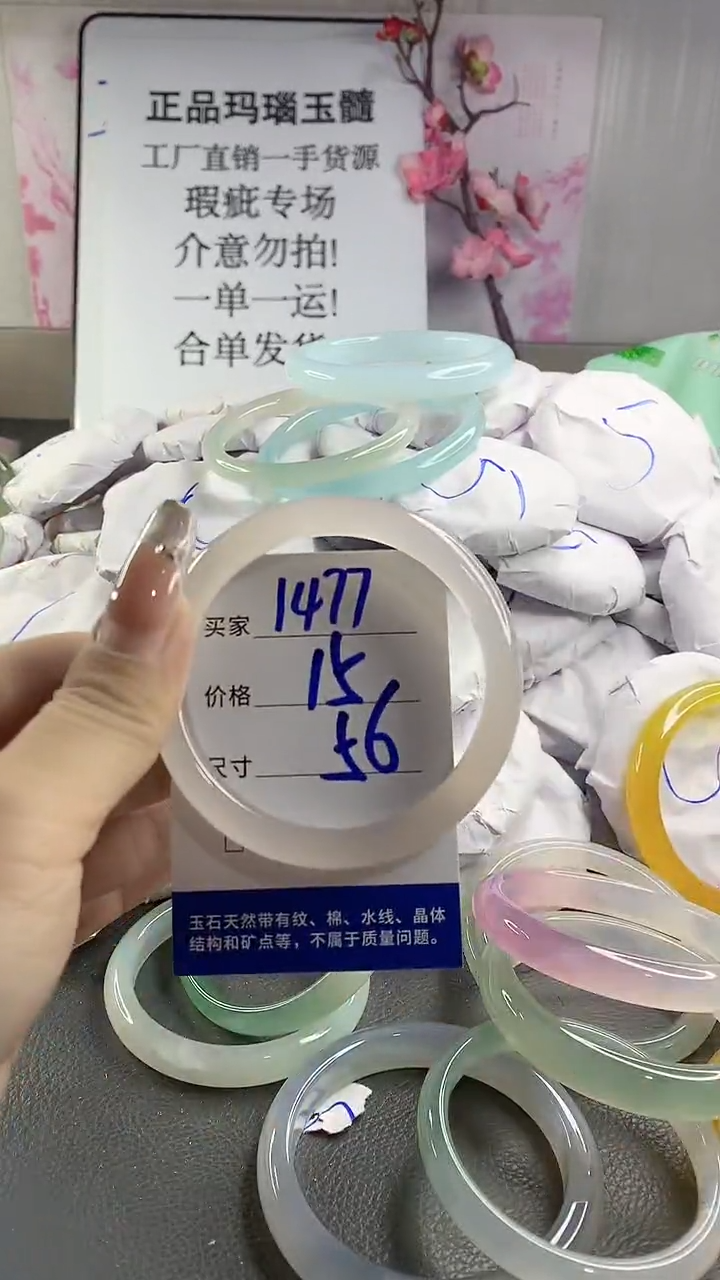 正品玛瑙玉髓
工厂直销一手货源
瑕疵专场
介意勿拍!
一单一运!
合单发货
5
买家 1477
价格 15
尺寸 56
玉石天然带有纹、棉、水线、晶体
结构和矿点等，不属于质量问题。